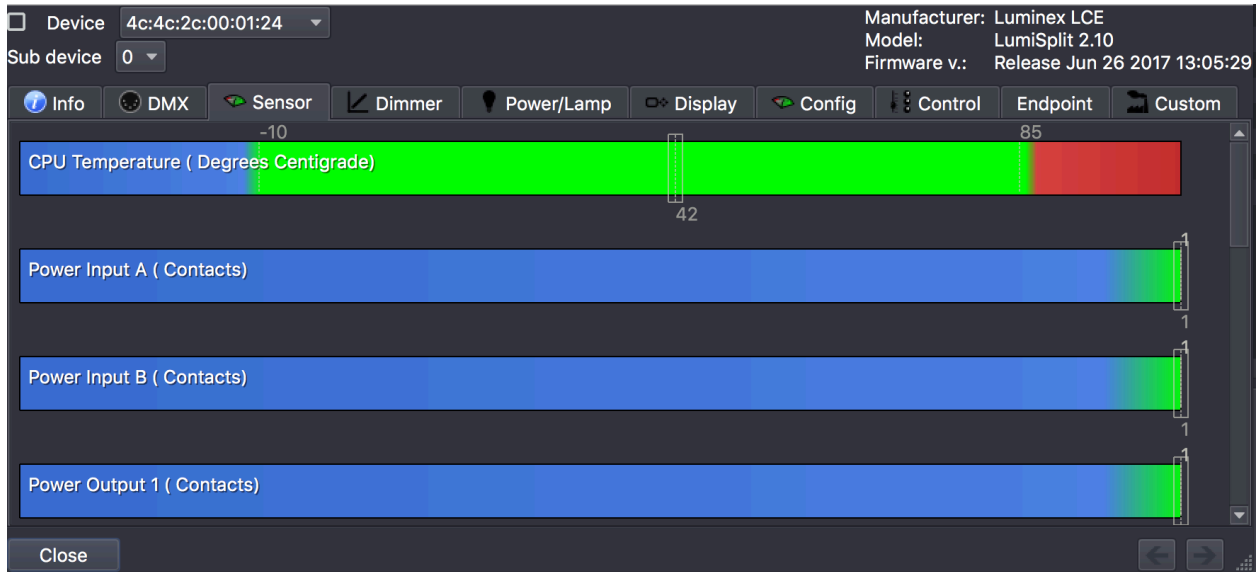 Device 4c:4c:2c:00:01:24
Manufacturer: Luminex LCE
Sub device 0
Model: LumiSplit 2.10
Firmware v.: Release Jun 26 2017 13:05:29
Info DMX Sensor Dimmer Power/Lamp Display Config Control Endpoint Custom
-10 85
CPU Temperature ( Degrees Centigrade)
42
1
Power Input A ( Contacts)
1
1
Power Input B ( Contacts)
1
1
Power Output 1 ( Contacts)
Close